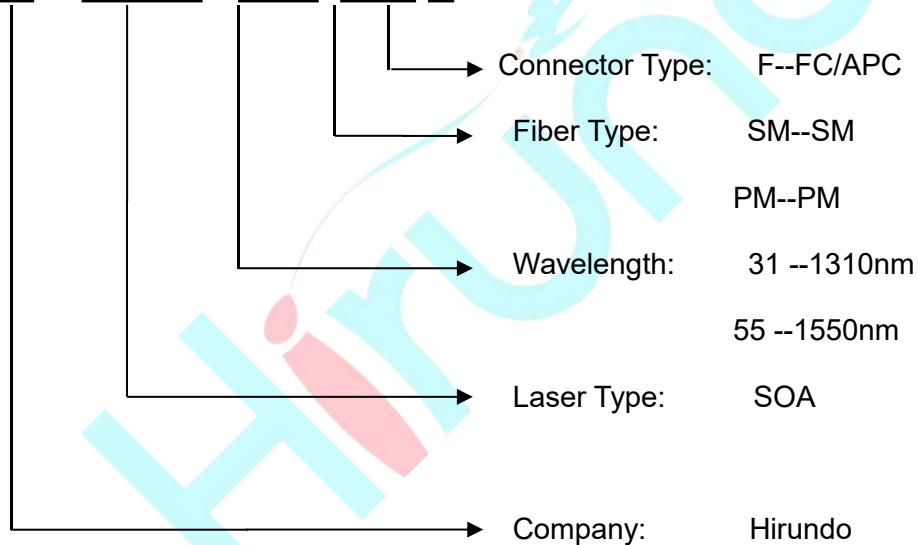 Connector Type: F--FC/APC
Fiber Type: SM--SM
PM--PM
Wavelength: 31 --1310nm
55 --1550nm
Laser Type: SOA
Company: Hirundo
Hirundo